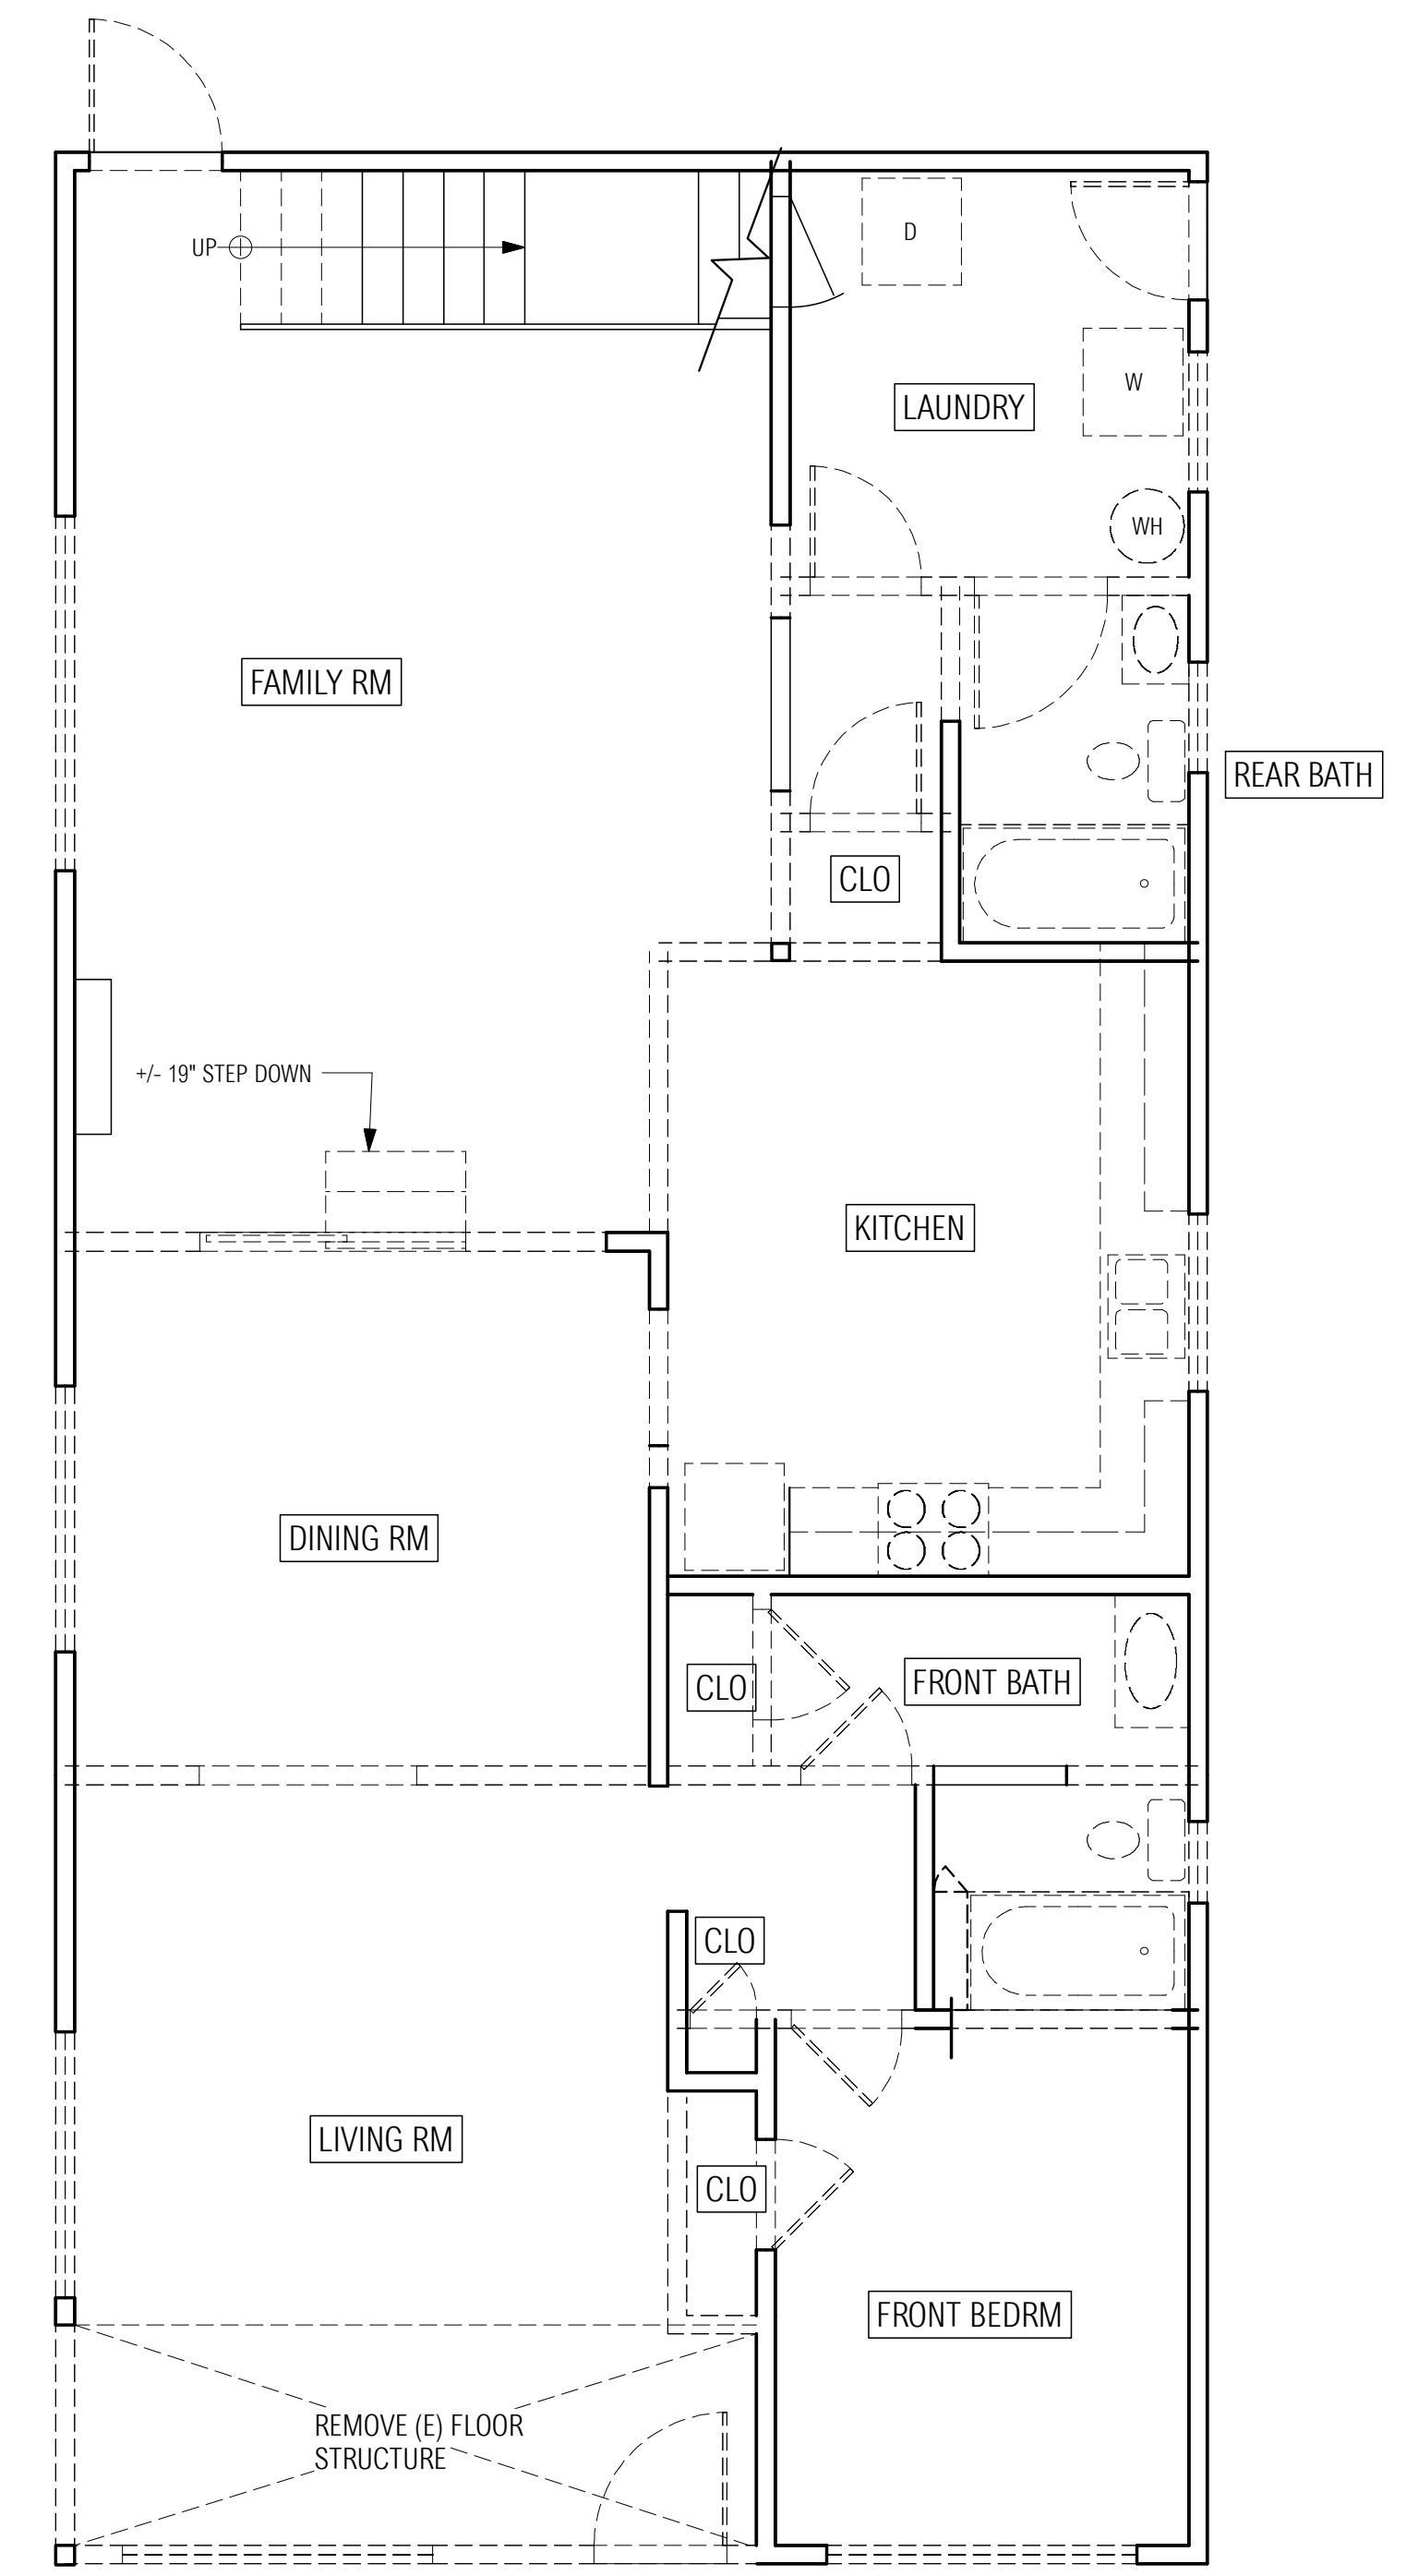 UP
D
W
LAUNDRY
WH
FAMILY RM
REAR BATH
CLO
+/- 19" STEP DOWN
KITCHEN
DINING RM
CLO
FRONT BATH
CLO
LIVING RM
CLO
FRONT BEDRM
REMOVE (E) FLOOR
STRUCTURE